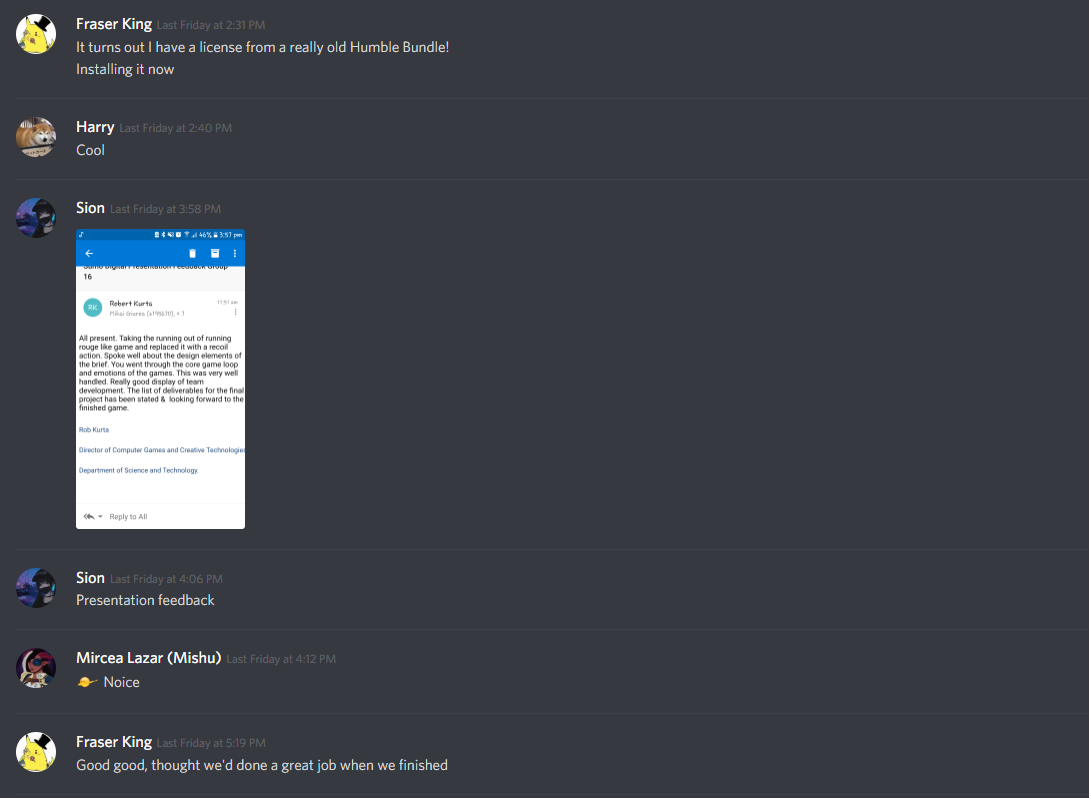 Fraser King Last Friday at 2:31 PM
It turns out I have a license from a really old Humble Bundle!
Installing it now
Harry Last Friday at 2:40 PM
Cool
Sion Last Friday at 3:58 PM
46% 3:57 pm
Sumo Digital Presentation Feedback Group
16
RK
Robert Kurta
11:51 am
All present. Taking the running out of running
rouge like game and replaced it with a recoil
action. Spoke well about the design elements of
the brief. You went through the core game loop
and emotions of the games. This was very well
handled. Really good display of team
development. The list of deliverables for the final
project has been stated & looking forward to the
finished game.
Rob Kurta
Director of Computer Games and Creative Technologies
Department of Science and Technology.
Reply to All
Sion Last Friday at 4:06 PM
Presentation feedback
Mircea Lazar (Mishu) Last Friday at 4:12 PM
Noice
Fraser King Last Friday at 5:19 PM
Good good, thought we'd done a great job when we finished